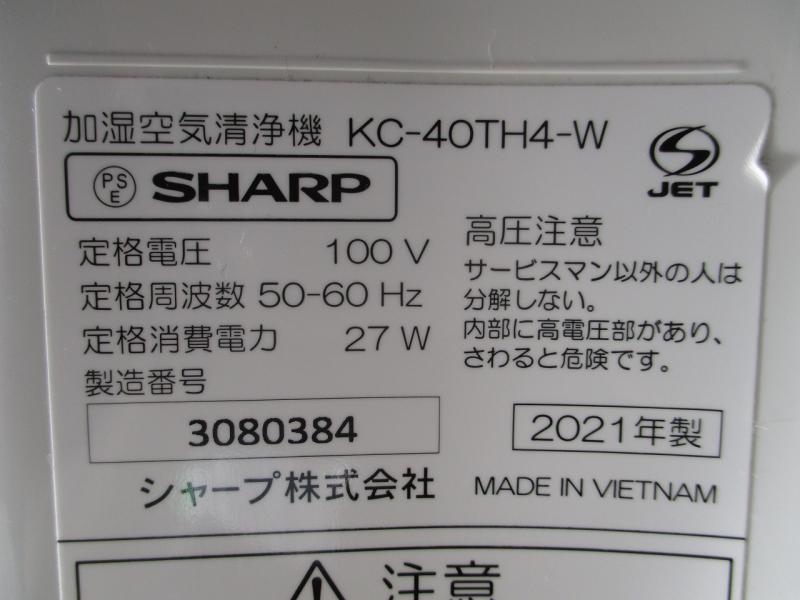 加湿空気清浄機 KC-40TH4-W
PS E SHARP
JET
定格電圧 100 V
定格周波数 50-60 Hz
定格消費電力 27 W
製造番号
3080384
シャープ株式会社
高圧注意
サービスマン以外の人は
分解しない。
内部に高電圧部があり、
さわると危険です。
2021年製
MADE IN VIETNAM
注意